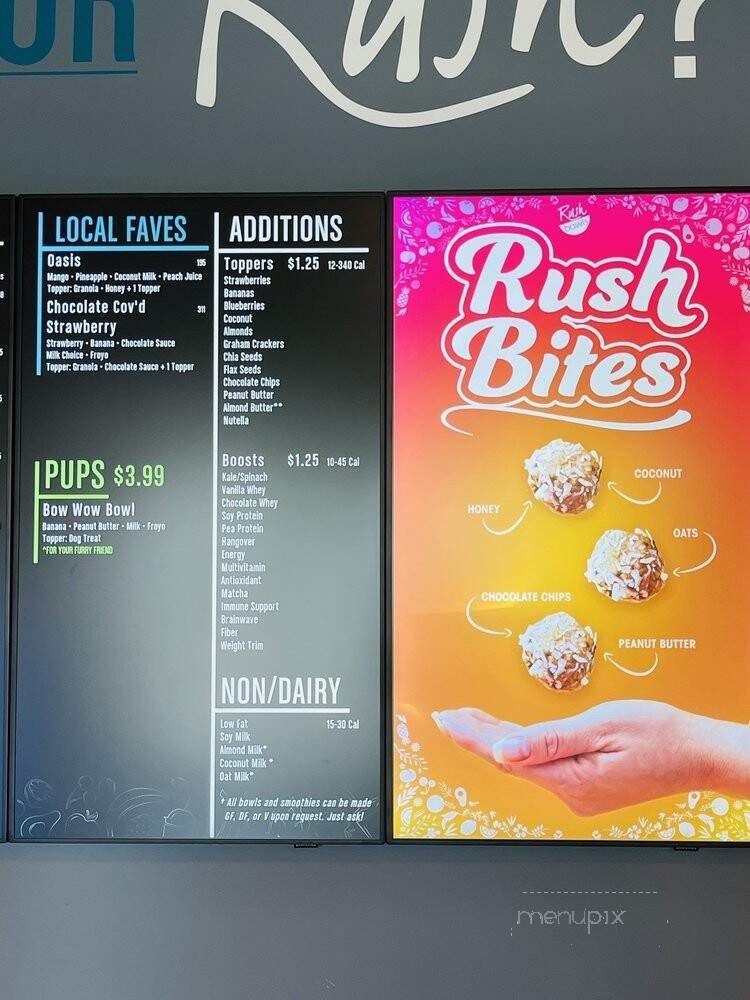 UR Rush?
LOCAL FAVES
Oasis 195
Mango • Pineapple • Coconut Milk • Peach Juice
Topper: Granola • Honey + 1 Topper
Chocolate Cov'd 311
Strawberry
Strawberry • Banana • Chocolate Sauce
Milk Choice • Froyo
Topper: Granola • Chocolate Sauce + 1 Topper
PUPS $3.99
Bow Wow Bowl
Banana • Peanut Butter • Milk • Froyo
Topper: Dog Treat
*FOR YOUR FURRY FRIEND
ADDITIONS
Toppers $1.25 12-340 Cal
Strawberries
Bananas
Blueberries
Coconut
Almonds
Graham Crackers
Chia Seeds
Flax Seeds
Chocolate Chips
Peanut Butter
Almond Butter**
Nutella
Boosts $1.25 10-45 Cal
Kale/Spinach
Vanilla Whey
Chocolate Whey
Soy Protein
Pea Protein
Hangover
Energy
Multivitamin
Antioxidant
Matcha
Immune Support
Brainwave
Fiber
Weight Trim
NON/DAIRY
Low Fat 15-30 Cal
Soy Milk
Almond Milk*
Coconut Milk *
Oat Milk*
* All bowls and smoothies can be made
GF, DF, or V upon request. Just ask!
Rush
bowls
Rush
Bites
COCONUT
HONEY
OATS
CHOCOLATE CHIPS
PEANUT BUTTER
menupix